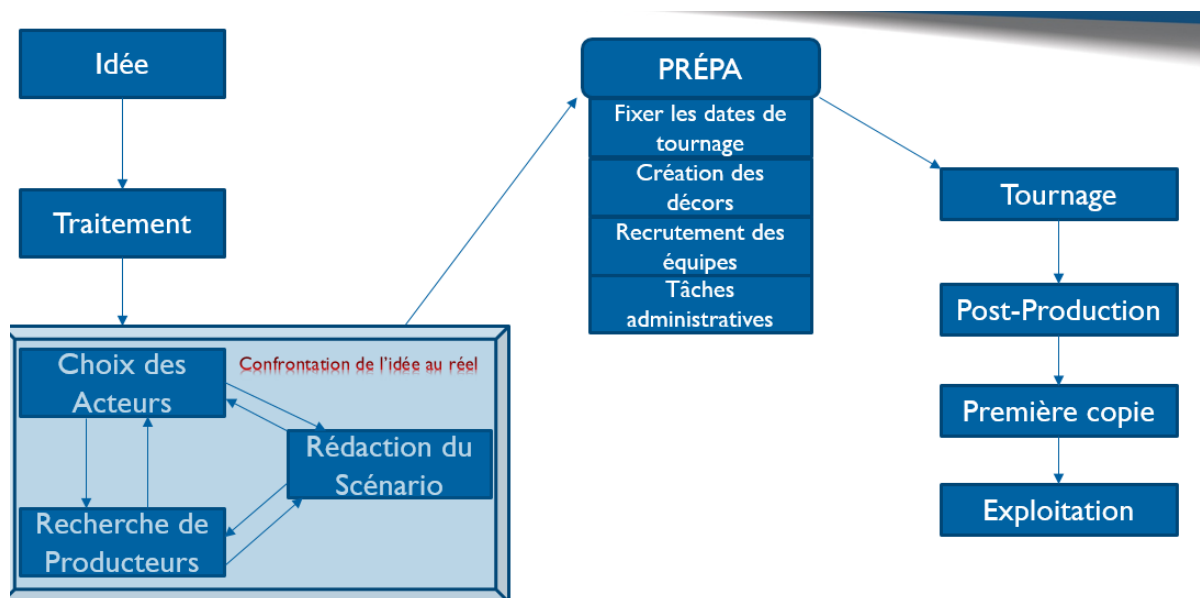 Idée
Traitement
Confrontation de l'idée au réel
Choix des
Acteurs
Rédaction du
Scénario
Recherche de
Producteurs
PRÉPA
Fixer les dates de
tournage
Création des
décors
Recrutement des
équipes
Tâches
administratives
Tournage
Post-Production
Première copie
Exploitation